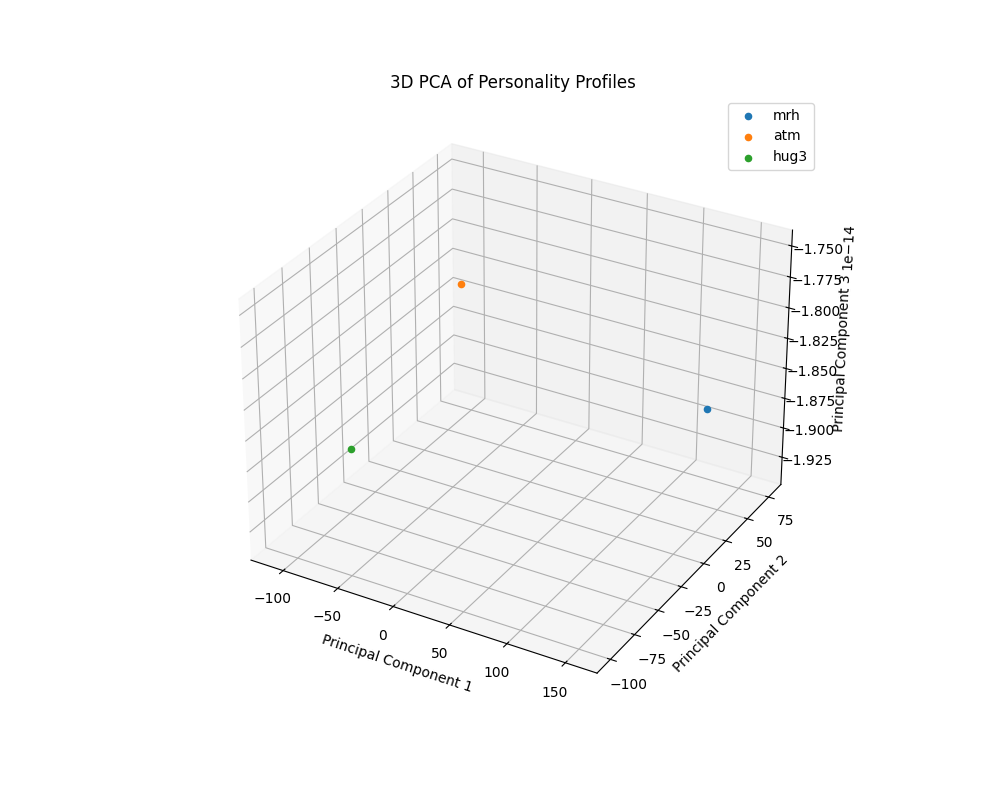 3D PCA of Personality Profiles
mrh
atm
hug3
1e−14
−1.750
−1.775
−1.800
−1.825
−1.850
−1.875
−1.900
−1.925
Principal Component 3
75
50
25
0
−25
−50
−75
−100
Principal Component 2
−100
−50
0
50
100
150
Principal Component 1